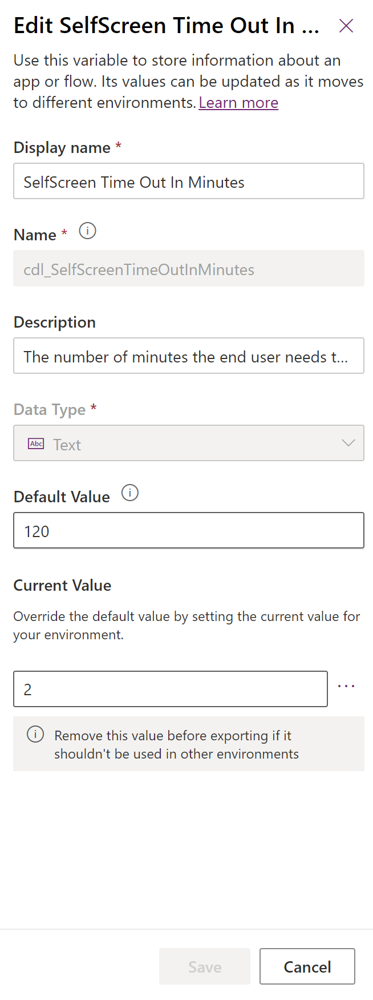 Edit SelfScreen Time Out In ...
Use this variable to store information about an
app or flow. Its values can be updated as it moves
to different environments. Learn more
Display name *
SelfScreen Time Out In Minutes
Name *
cdl_SelfScreenTimeOutInMinutes
Description
The number of minutes the end user needs t...
Data Type *
Abc Text
Default Value
120
Current Value
Override the default value by setting the current value for
your environment.
2
Remove this value before exporting if it
shouldn't be used in other environments
Save Cancel